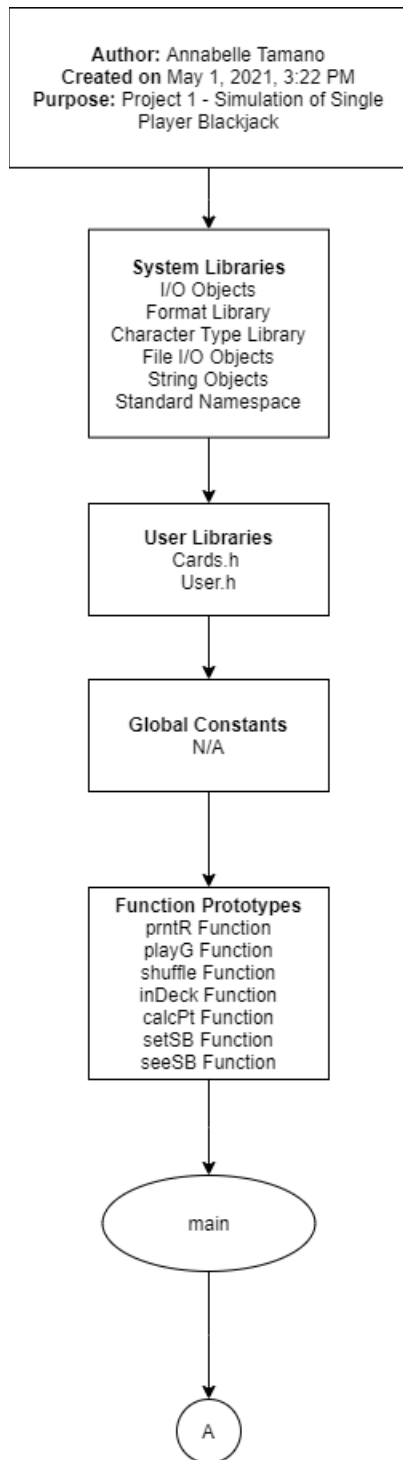 Author: Annabelle Tamano
Created on May 1, 2021, 3:22 PM
Purpose: Project 1 - Simulation of Single
Player Blackjack
System Libraries
I/O Objects
Format Library
Character Type Library
File I/O Objects
String Objects
Standard Namespace
User Libraries
Cards.h
User.h
Global Constants
N/A
Function Prototypes
prntR Function
playG Function
shuffle Function
inDeck Function
calcPt Function
setSB Function
seeSB Function
main
A